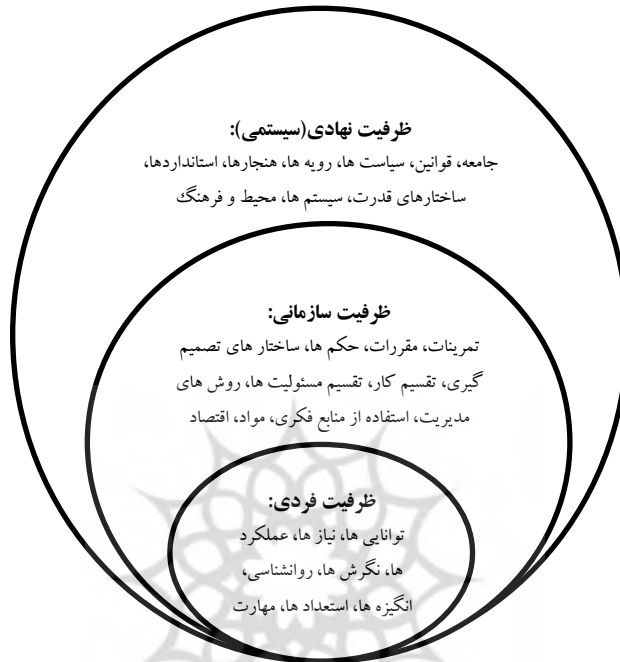 ظرفیت نهادی(سیستمی):
جامعه، قوانین، سیاست ها، رویه ها، هنجارها، استانداردها،
ساختارهای قدرت، سیستم ها، محیط و فرهنگ
ظرفیت سازمانی:
تمرینات، مقررات، حکم ها، ساختار های تصمیم
گیری، تقسیم کار، تقسیم مسئولیت ها، روش های
مدیریت، استفاده از منابع فکری، مواد، اقتصاد
ظرفیت فردی:
توانایی ها، نیاز ها، عملکرد
ها، نگرش ها، روانشناسی،
انگیزه ها، استعداد ها، مهارت